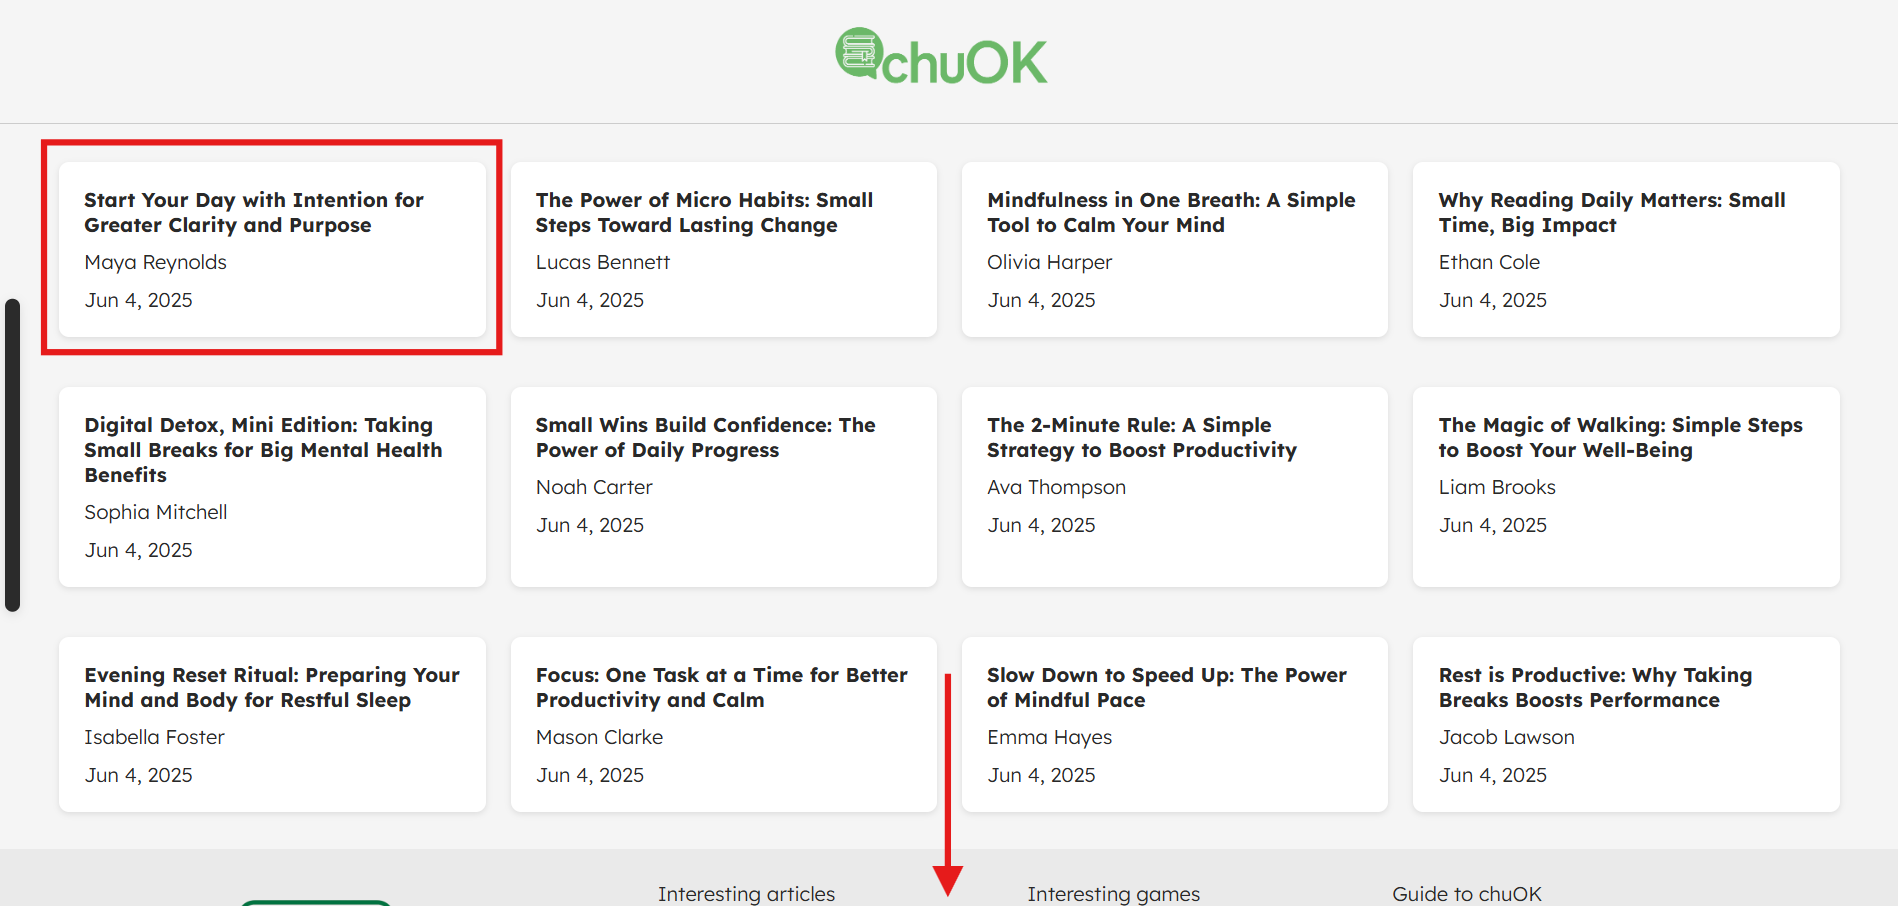 chuOK
Start Your Day with Intention for
Greater Clarity and Purpose
Maya Reynolds
Jun 4, 2025
The Power of Micro Habits: Small
Steps Toward Lasting Change
Lucas Bennett
Jun 4, 2025
Mindfulness in One Breath: A Simple
Tool to Calm Your Mind
Olivia Harper
Jun 4, 2025
Why Reading Daily Matters: Small
Time, Big Impact
Ethan Cole
Jun 4, 2025
Digital Detox, Mini Edition: Taking
Small Breaks for Big Mental Health
Benefits
Sophia Mitchell
Jun 4, 2025
Small Wins Build Confidence: The
Power of Daily Progress
Noah Carter
Jun 4, 2025
The 2-Minute Rule: A Simple
Strategy to Boost Productivity
Ava Thompson
Jun 4, 2025
The Magic of Walking: Simple Steps
to Boost Your Well-Being
Liam Brooks
Jun 4, 2025
Evening Reset Ritual: Preparing Your
Mind and Body for Restful Sleep
Isabella Foster
Jun 4, 2025
Focus: One Task at a Time for Better
Productivity and Calm
Mason Clarke
Jun 4, 2025
Slow Down to Speed Up: The Power
of Mindful Pace
Emma Hayes
Jun 4, 2025
Rest is Productive: Why Taking
Breaks Boosts Performance
Jacob Lawson
Jun 4, 2025
Interesting articles
Interesting games
Guide to chuOK